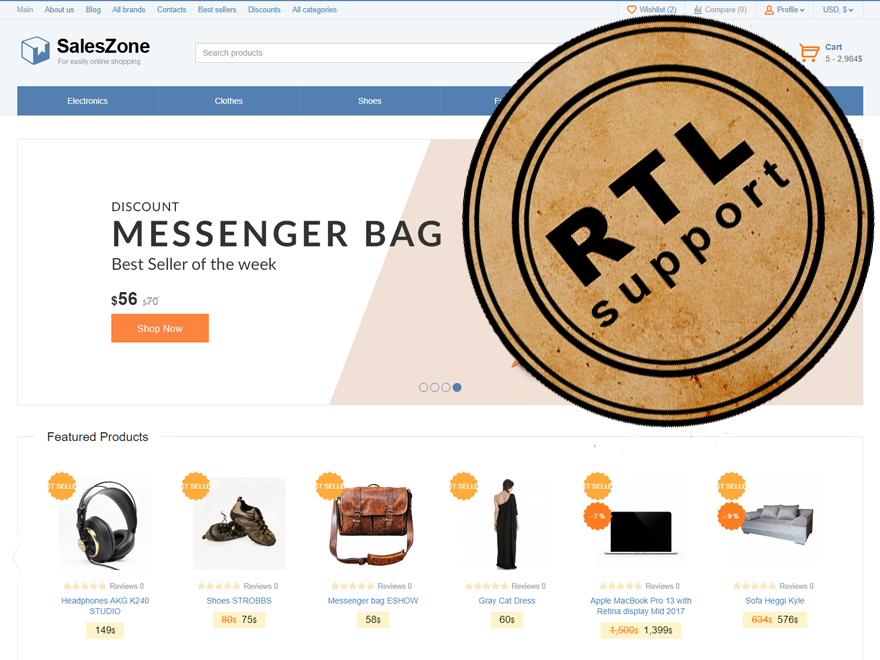 Main About us Blog All brands Contacts Best sellers Discounts All categories Wishlist (2) Compare (0) Profile USD, $
SalesZone
For easily online shopping
Search products
Cart
5 - 2,984$
Electronics Clothes Shoes
RTL
support
DISCOUNT
MESSENGER BAG
Best Seller of the week
$56 $70
Shop Now
Featured Products
ST SELLE ST SELLE ST SELLE ST SELLE ST SELLE ST SELLE
- 7 % - 9 %
Reviews 0 Reviews 0 Reviews 0 Reviews 0 Reviews 0 Reviews 0
Headphones AKG K240
STUDIO
Shoes STROBBS
Messenger bag ESHOW
Gray Cat Dress
Apple MacBook Pro 13 with
Retina display Mid 2017
Sofa Heggi Kyle
149$
80$ 75$
58$
60$
1,500$ 1,399$
634$ 576$